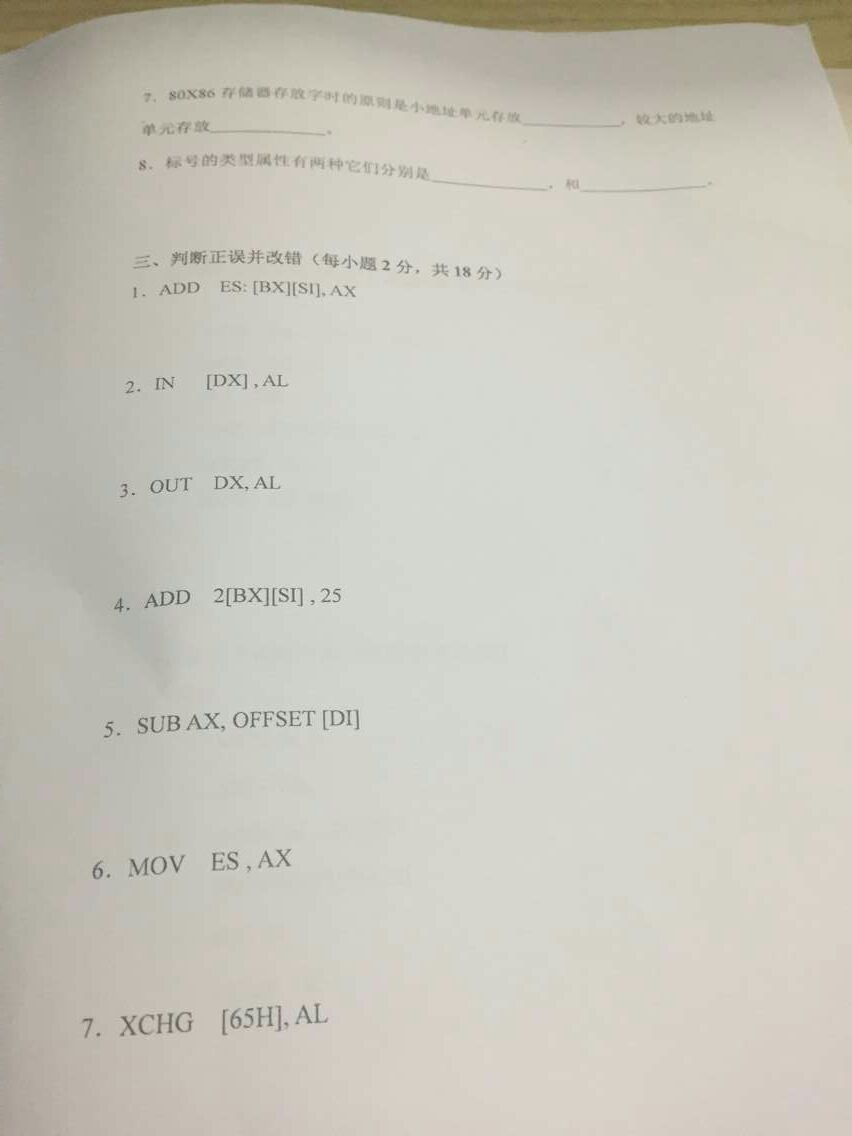 7．80X86 存储器存放字时的原则是小地址单元存放__________，较大的地址
单元存放____________。
8．标号的类型属性有两种它们分别是____________，和____________。
三、判断正误并改错（每小题 2 分，共 18 分）
1．ADD ES: [BX][SI], AX
2．IN [DX] , AL
3．OUT DX, AL
4．ADD 2[BX][SI] , 25
5．SUB AX, OFFSET [DI]
6．MOV ES , AX
7．XCHG [65H], AL